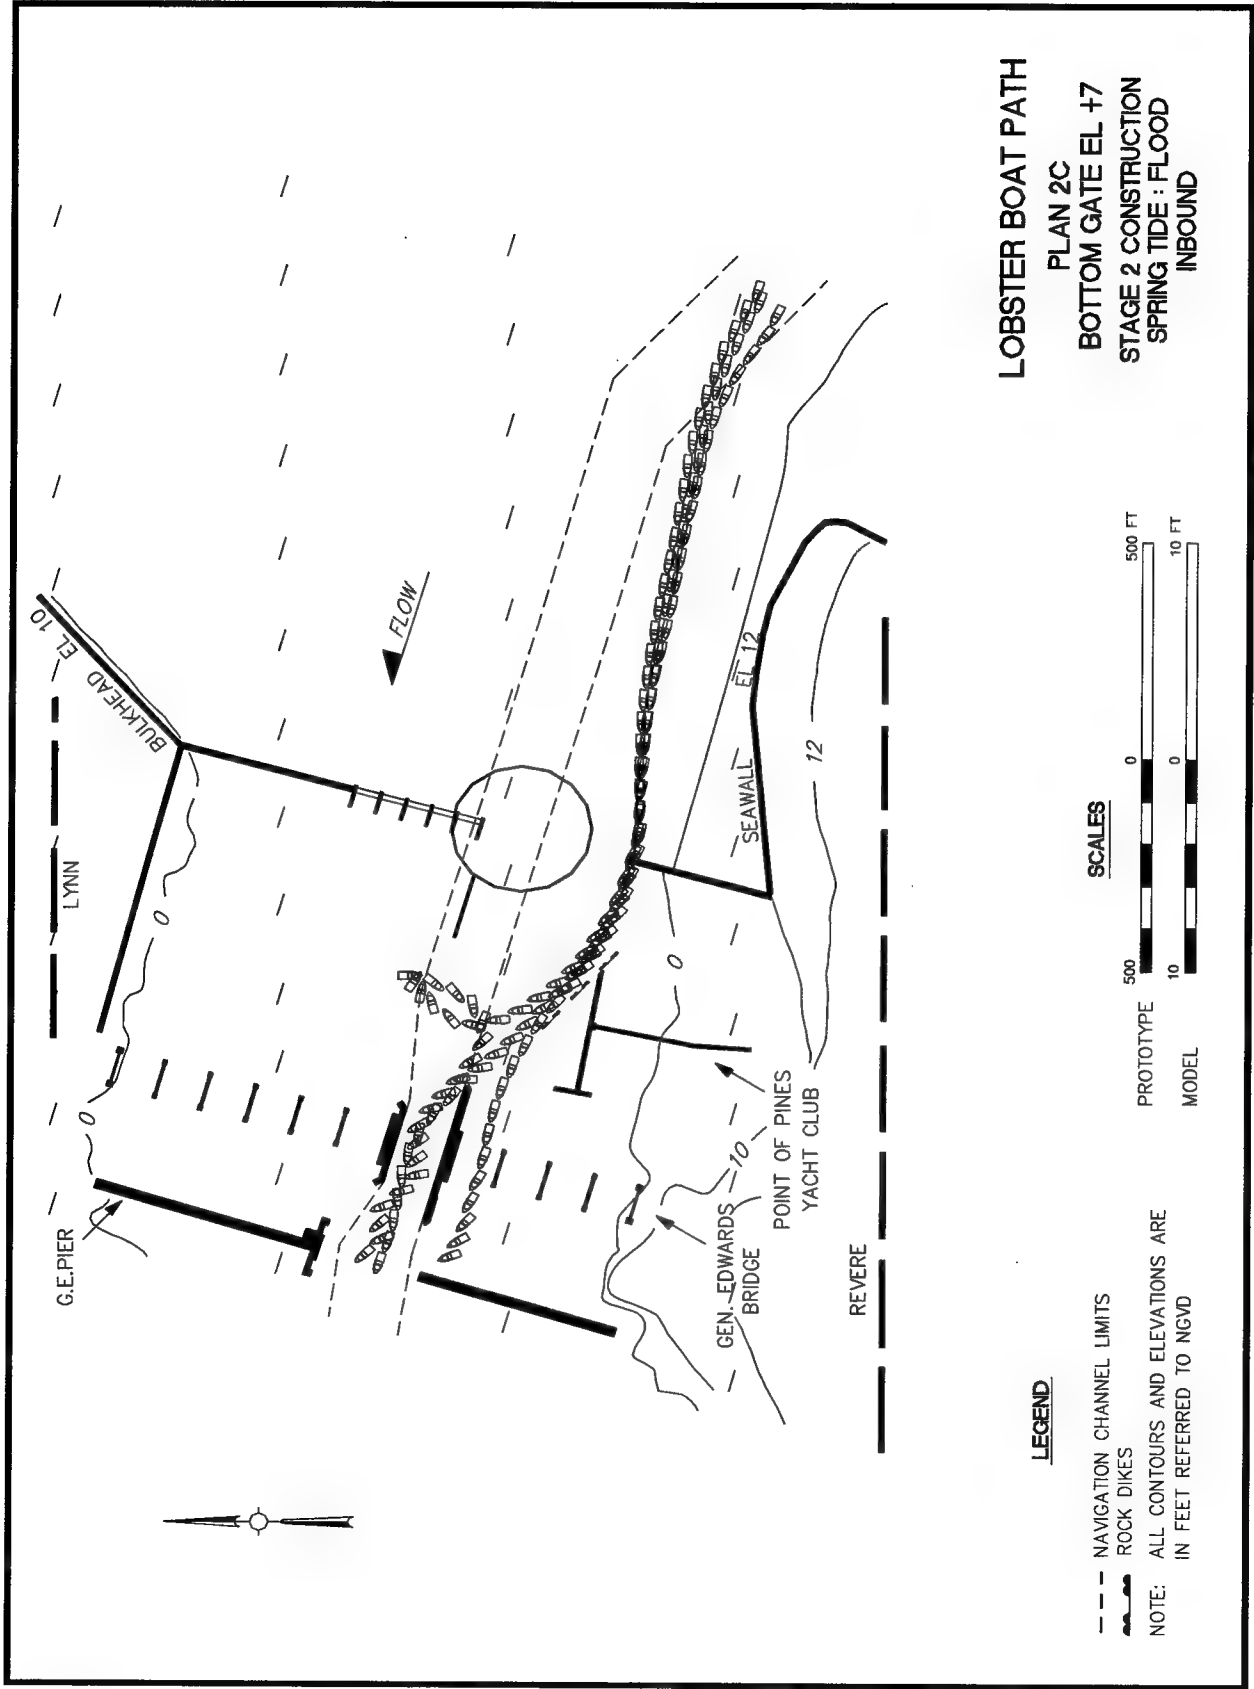 LOBSTER BOAT PATH
PLAN 2C
BOTTOM GATE EL +7
STAGE 2 CONSTRUCTION
SPRING TIDE : FLOOD
INBOUND
BULKHEAD EL 10
LYNN
FLOW
G.E.PIER
0
0
0
SEAWALL EL 12
12
10
POINT OF PINES
YACHT CLUB
GEN. EDWARDS
BRIDGE
REVERE
SCALES
PROTOTYPE 500 0 500 FT
MODEL 10 0 10 FT
LEGEND
NAVIGATION CHANNEL LIMITS
ROCK DIKES
NOTE: ALL CONTOURS AND ELEVATIONS ARE
IN FEET REFERRED TO NGVD